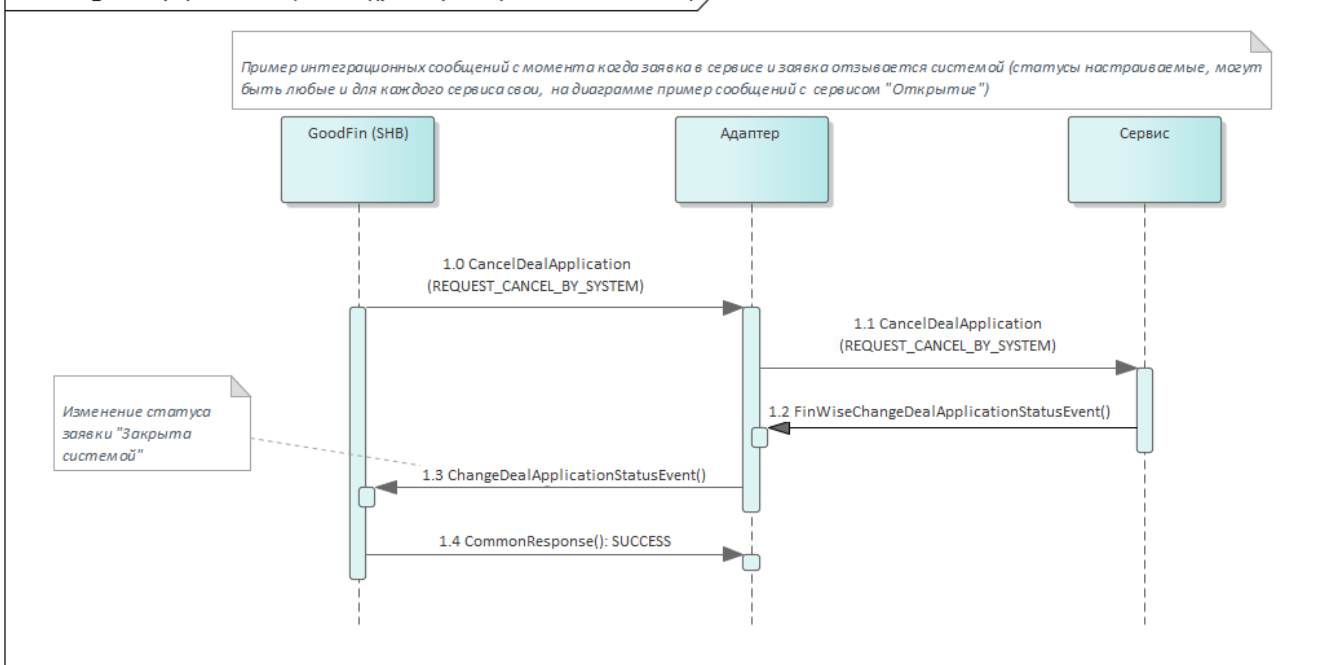 Пример интеграционных сообщений с момента когда заявка в сервисе и заявка отзывается системой (статусы настраиваемые, могут
быть любые и для каждого сервиса свои, на диаграмме пример сообщений с сервисом "Открытие")
GoodFin (SHB)
Адаптер
Сервис
1.0 CancelDealApplication
(REQUEST_CANCEL_BY_SYSTEM)
1.1 CancelDealApplication
(REQUEST_CANCEL_BY_SYSTEM)
Изменение статуса
заявки "Закрыта
системой"
1.2 FinWiseChangeDealApplicationStatusEvent()
1.3 ChangeDealApplicationStatusEvent()
1.4 CommonResponse(): SUCCESS